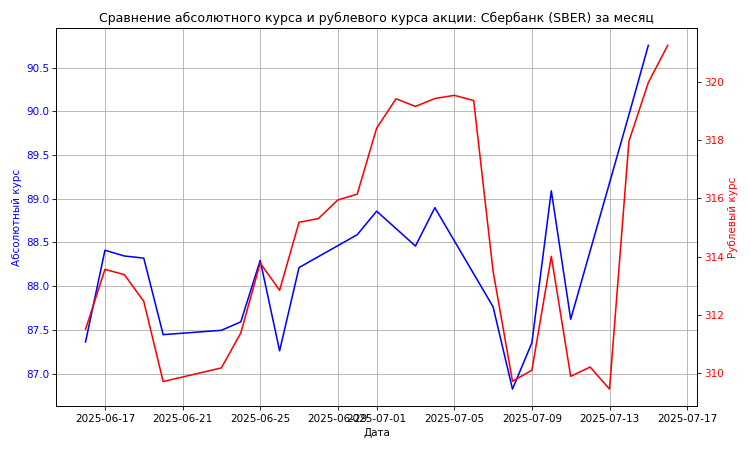 Сравнение абсолютного курса и рублевого курса акции: Сбербанк (SBER) за месяц
90.5
90.0
89.5
89.0
88.5
88.0
87.5
87.0
Абсолютный курс
320
318
316
314
312
310
Рублевый курс
2025-06-17 2025-06-21 2025-06-25 2025-06-29 2025-07-01 2025-07-05 2025-07-09 2025-07-13 2025-07-17
Дата